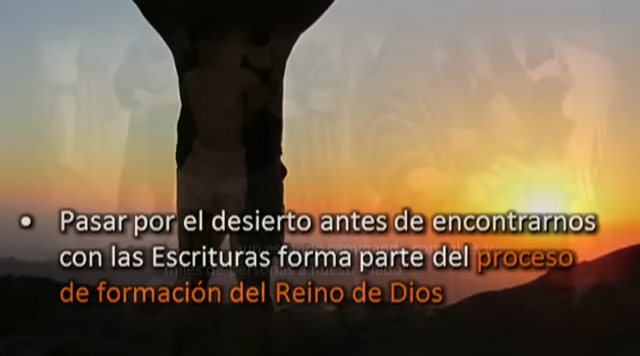 • Pasar por el desierto antes de encontrarnos
con las Escrituras forma parte del proceso
de formación del Reino de Dios